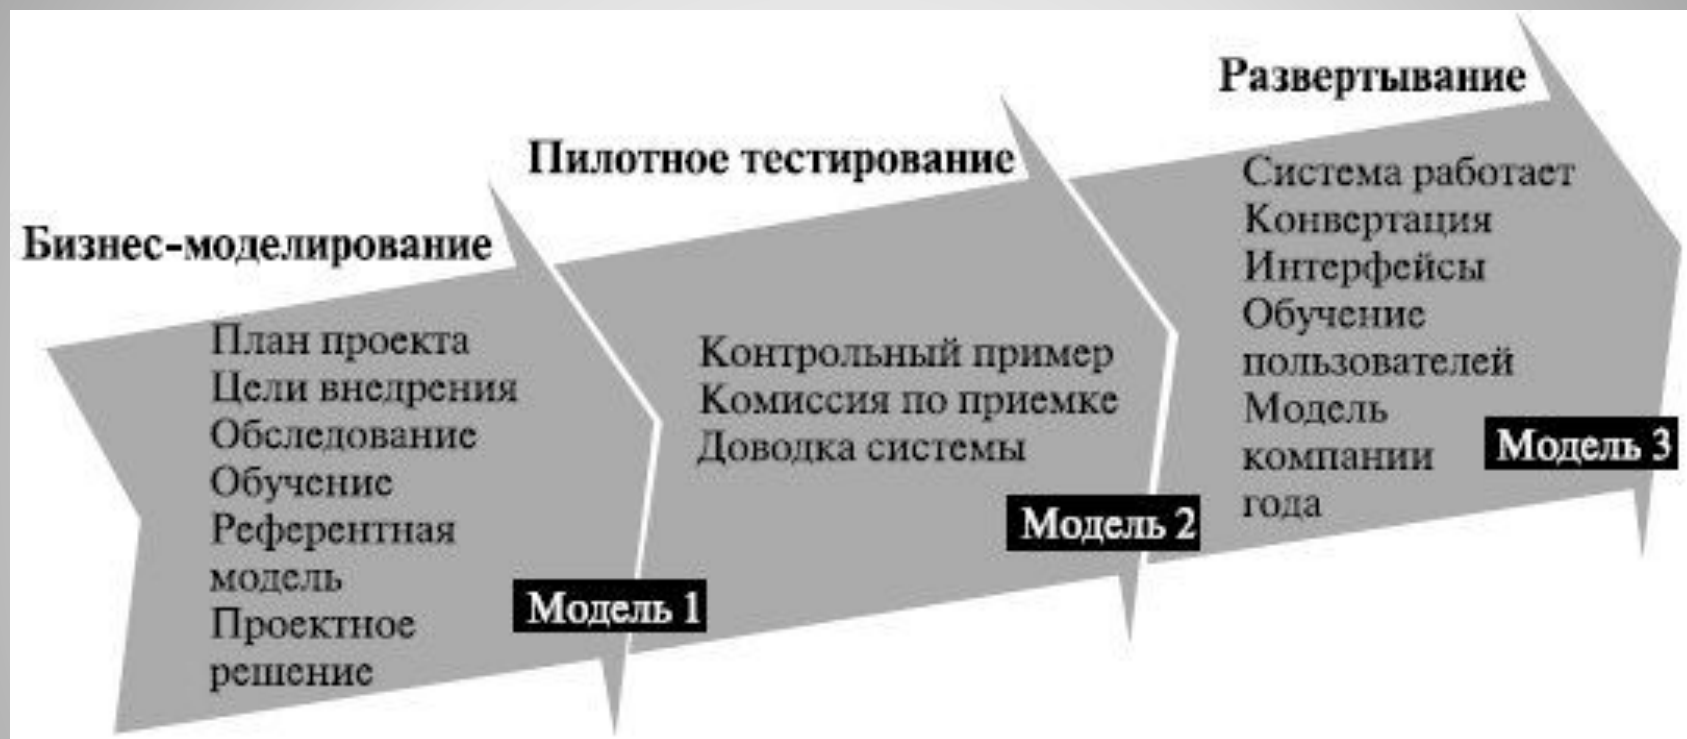 Бизнес-моделирование
План проекта
Цели внедрения
Обследование
Обучение
Референтная
модель
Проектное
решение
Модель 1
Пилотное тестирование
Контрольный пример
Комиссия по приемке
Доводка системы
Модель 2
Развертывание
Система работает
Конвертация
Интерфейсы
Обучение
пользователей
Модель
компании
года
Модель 3